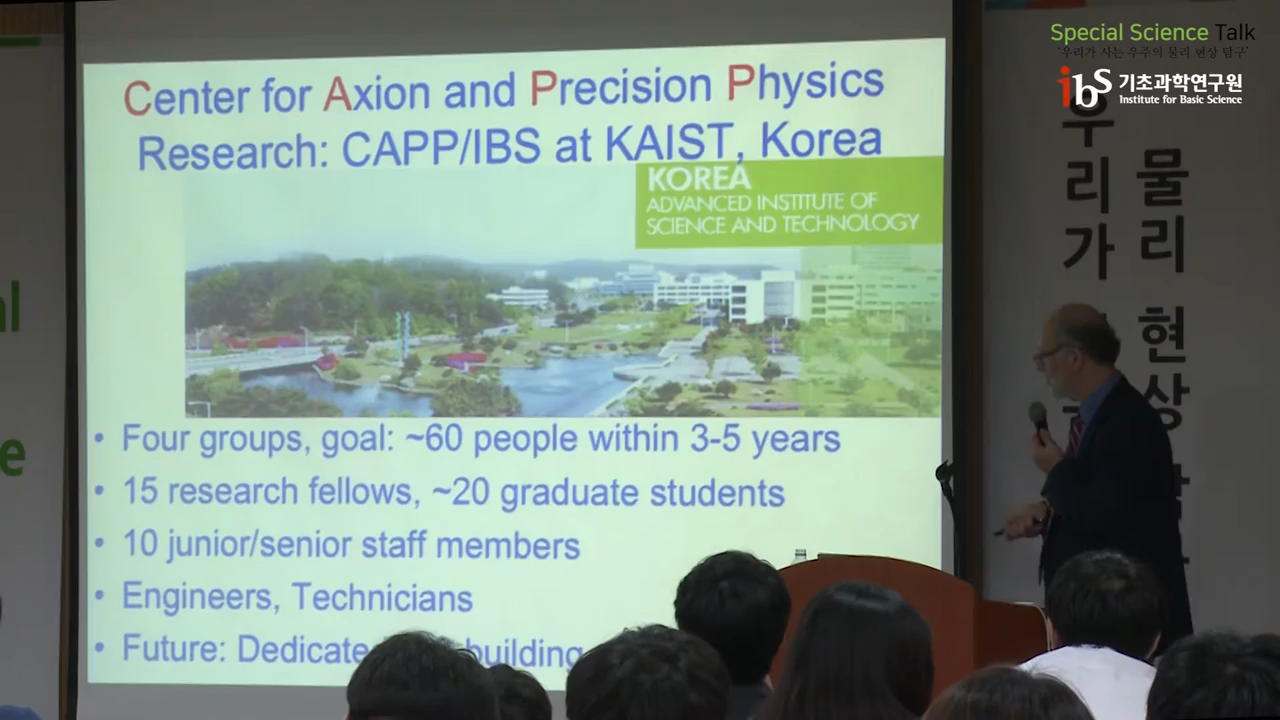 Special Science Talk
'우리가 사는 우주의 물리 현상 탐구'
ibS 기초과학연구원
Institute for Basic Science
Center for Axion and Precision Physics
Research: CAPP/IBS at KAIST, Korea
KOREA
ADVANCED INSTITUTE OF
SCIENCE AND TECHNOLOGY
• Four groups, goal: ~60 people within 3-5 years
• 15 research fellows, ~20 graduate students
• 10 junior/senior staff members
• Engineers, Technicians
• Future: Dedicate building
우리가
물리 현상
al
e